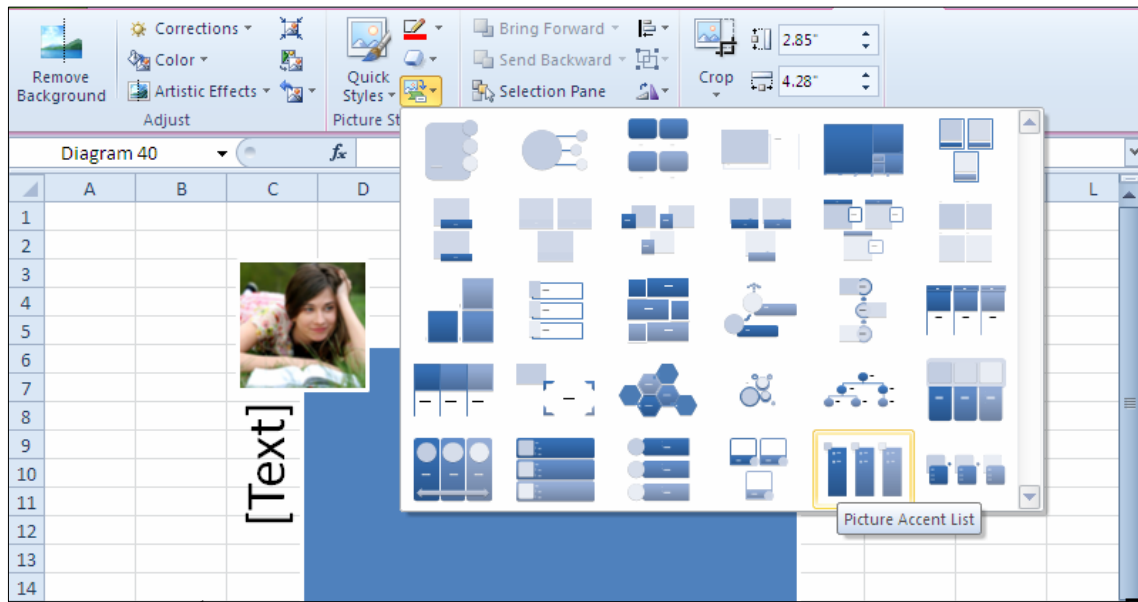 Remove
Background
Corrections
Color
Artistic Effects
Adjust
Quick
Styles
Picture St
Bring Forward
Send Backward
Selection Pane
Crop
2.85"
4.28"
Diagram 40
fx
A B C D L
1
2
3
4
5
6
7
8
9
10
11
12
13
14
[Text]
Picture Accent List